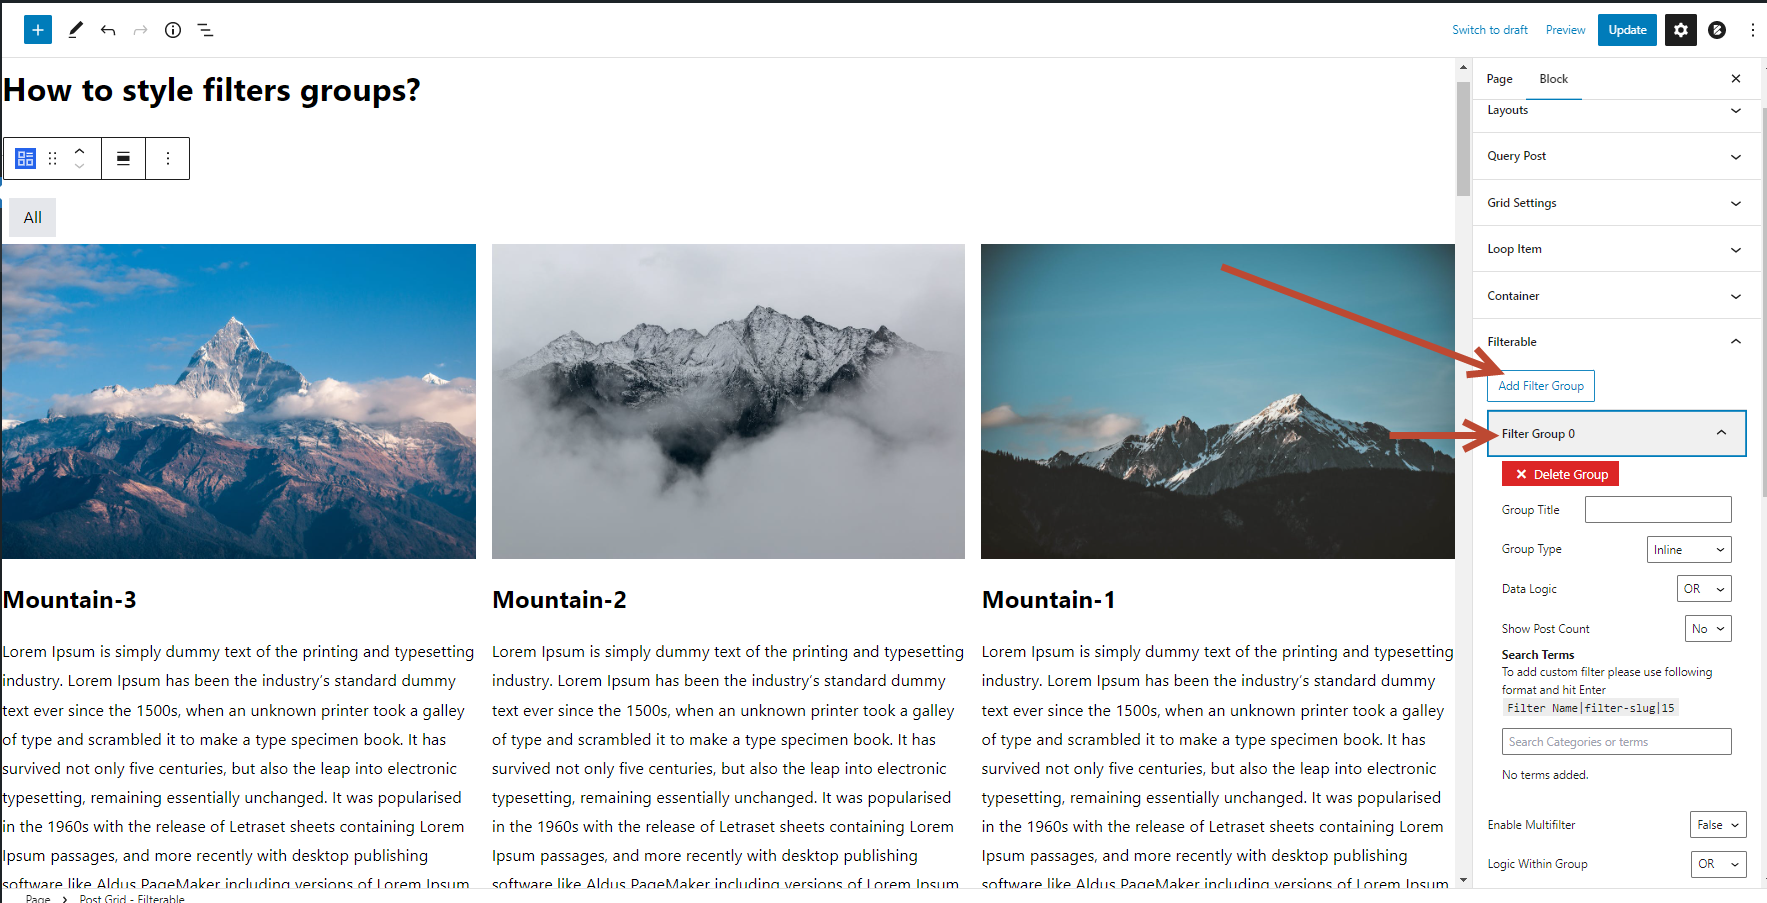 Switch to draft
Preview
Update
How to style filters groups?
All
Mountain-3
Lorem Ipsum is simply dummy text of the printing and typesetting
industry. Lorem Ipsum has been the industry's standard dummy
text ever since the 1500s, when an unknown printer took a galley
of type and scrambled it to make a type specimen book. It has
survived not only five centuries, but also the leap into electronic
typesetting, remaining essentially unchanged. It was popularised
in the 1960s with the release of Letraset sheets containing Lorem
Ipsum passages, and more recently with desktop publishing
software like Aldus PageMaker including versions of Lorem Ipsum.
Mountain-2
Lorem Ipsum is simply dummy text of the printing and typesetting
industry. Lorem Ipsum has been the industry's standard dummy
text ever since the 1500s, when an unknown printer took a galley
of type and scrambled it to make a type specimen book. It has
survived not only five centuries, but also the leap into electronic
typesetting, remaining essentially unchanged. It was popularised
in the 1960s with the release of Letraset sheets containing Lorem
Ipsum passages, and more recently with desktop publishing
software like Aldus PageMaker including versions of Lorem Ipsum.
Mountain-1
Lorem Ipsum is simply dummy text of the printing and typesetting
industry. Lorem Ipsum has been the industry's standard dummy
text ever since the 1500s, when an unknown printer took a galley
of type and scrambled it to make a type specimen book. It has
survived not only five centuries, but also the leap into electronic
typesetting, remaining essentially unchanged. It was popularised
in the 1960s with the release of Letraset sheets containing Lorem
Ipsum passages, and more recently with desktop publishing
software like Aldus PageMaker including versions of Lorem Ipsum.
Page
Block
Layouts
Query Post
Grid Settings
Loop Item
Container
Filterable
Add Filter Group
Filter Group 0
Delete Group
Group Title
Group Type Inline
Data Logic OR
Show Post Count No
Search Terms
To add custom filter please use following
format and hit Enter
Filter Name|filter-slug|15
Search Categories or terms
No terms added.
Enable Multifilter False
Logic Within Group OR
Page > Post Grid - Filterable